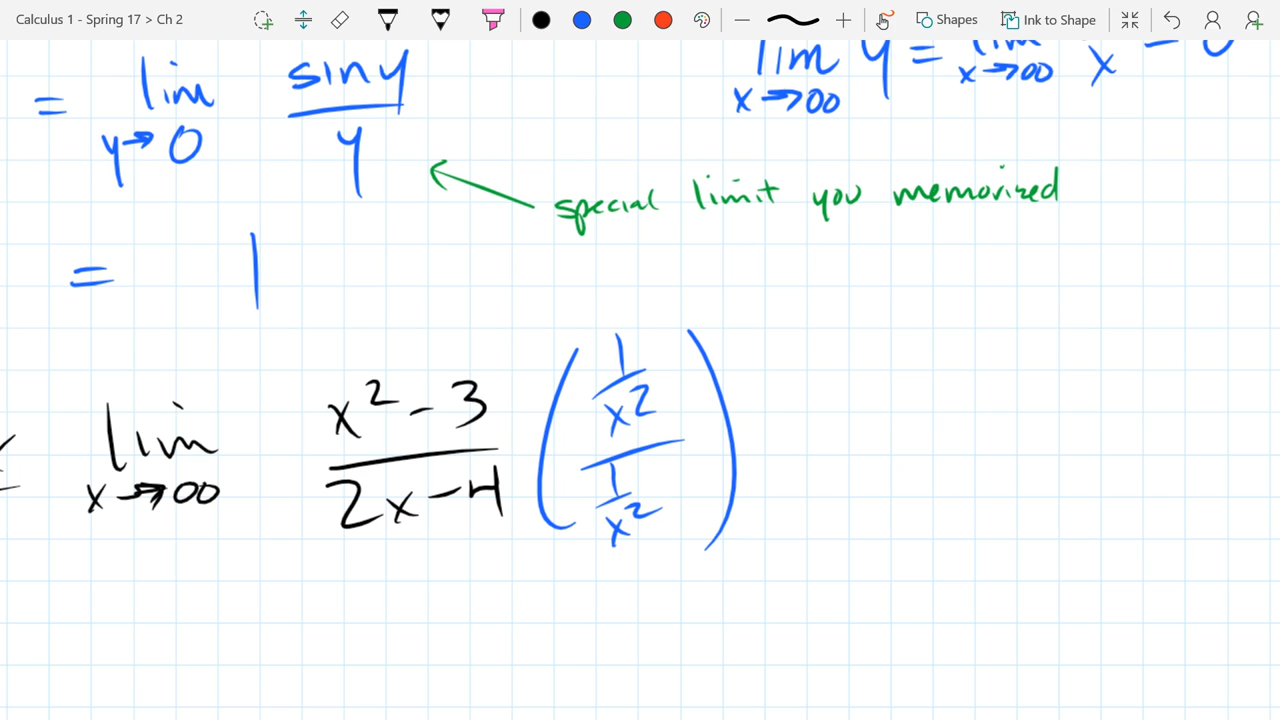 Calculus 1 - Spring 17 > Ch 2 Shapes Ink to Shape
= lim y→0 sin y / y
lim x→∞ y = lim x→∞ / x = 0
special limit you memorized
= 1
lim x→∞ x² - 3 / 2x - 4 ( 1/x² / 1/x² )